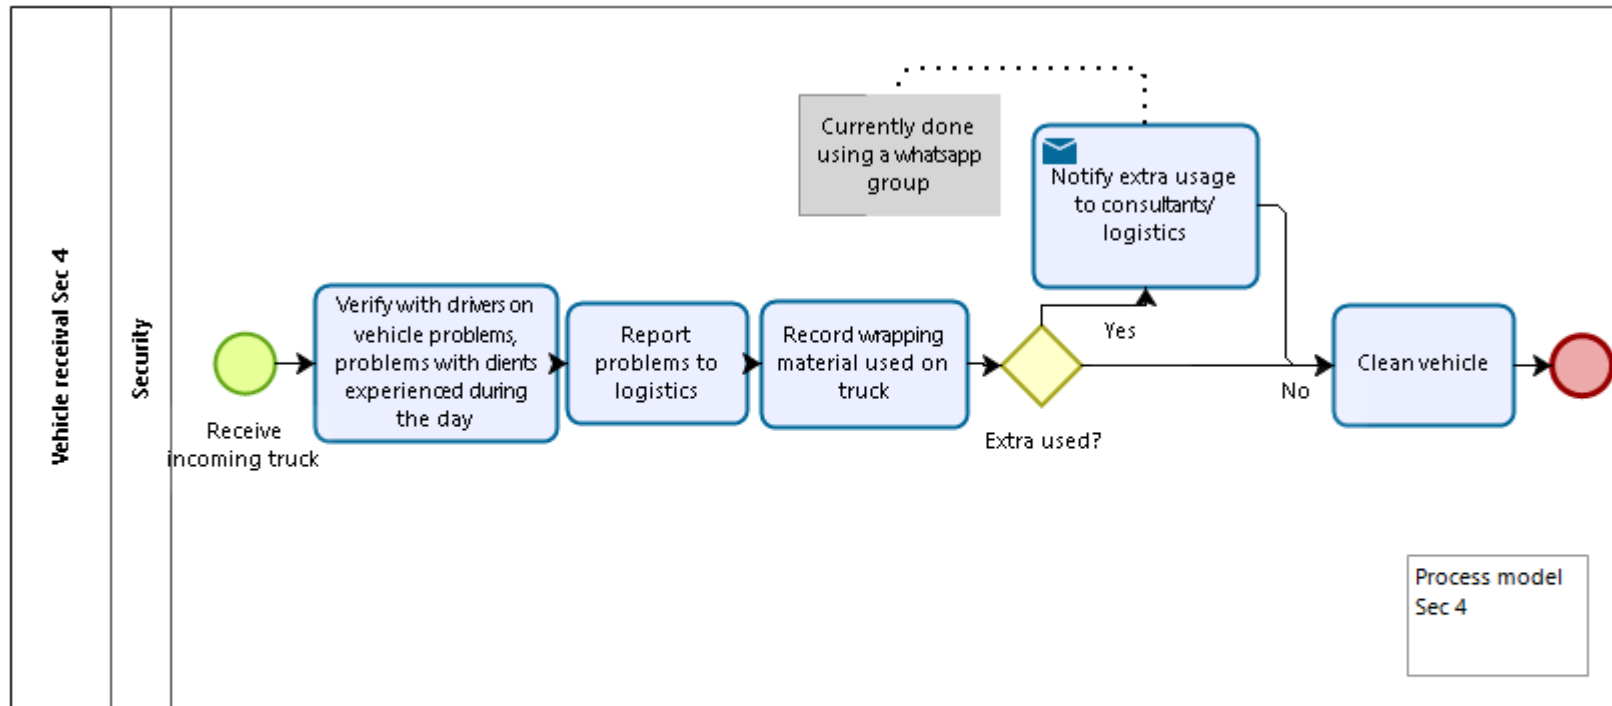 Vehicle receival Sec 4
Security
Receive
incoming truck
Verify with drivers on
vehicle problems,
problems with clients
experienced during
the day
Report
problems to
logistics
Record wrapping
material used on
truck
Extra used?
Yes
No
Currently done
using a whatsapp
group
Notify extra usage
to consultants/
logistics
Clean vehicle
Process model
Sec 4